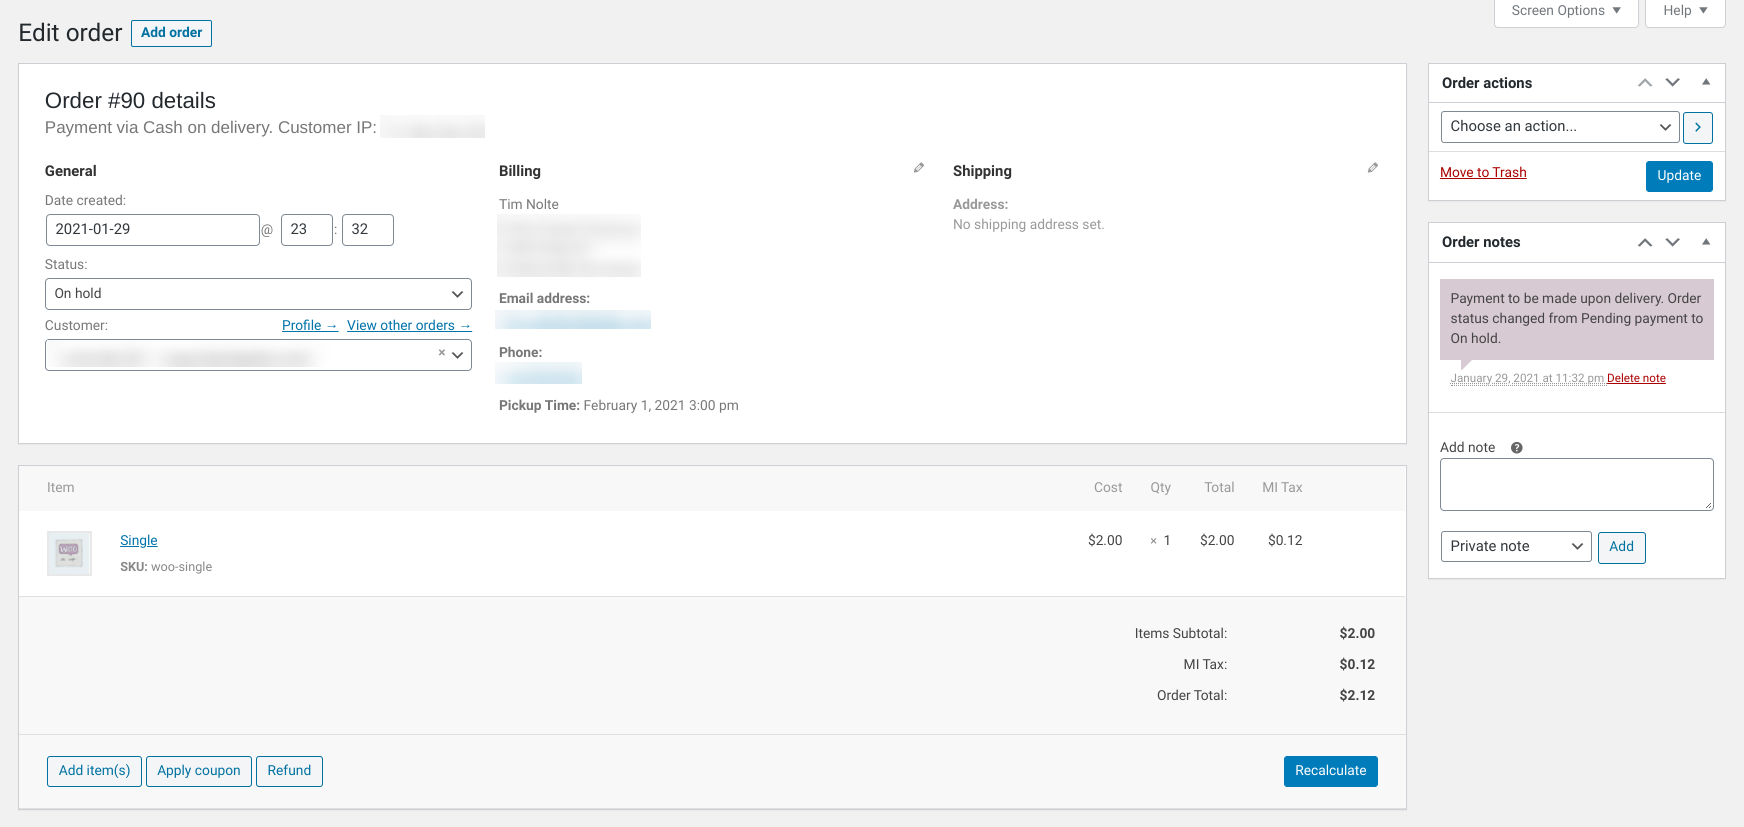 Screen Options ▼
Help ▼
Edit order
Add order
Order #90 details
Payment via Cash on delivery. Customer IP:
General
Date created:
2021-01-29 @ 23 : 32
Status:
On hold
Customer:
Profile →
View other orders →
×
Billing
Tim Nolte
Email address:
Phone:
Pickup Time: February 1, 2021 3:00 pm
Shipping
Address:
No shipping address set.
Item
Cost
Qty
Total
MI Tax
Single
SKU: woo-single
$2.00
× 1
$2.00
$0.12
Items Subtotal: $2.00
MI Tax: $0.12
Order Total: $2.12
Add item(s)
Apply coupon
Refund
Recalculate
Order actions
Choose an action...
Move to Trash
Update
Order notes
Payment to be made upon delivery. Order
status changed from Pending payment to
On hold.
January 29, 2021 at 11:32 pm Delete note
Add note
Private note
Add